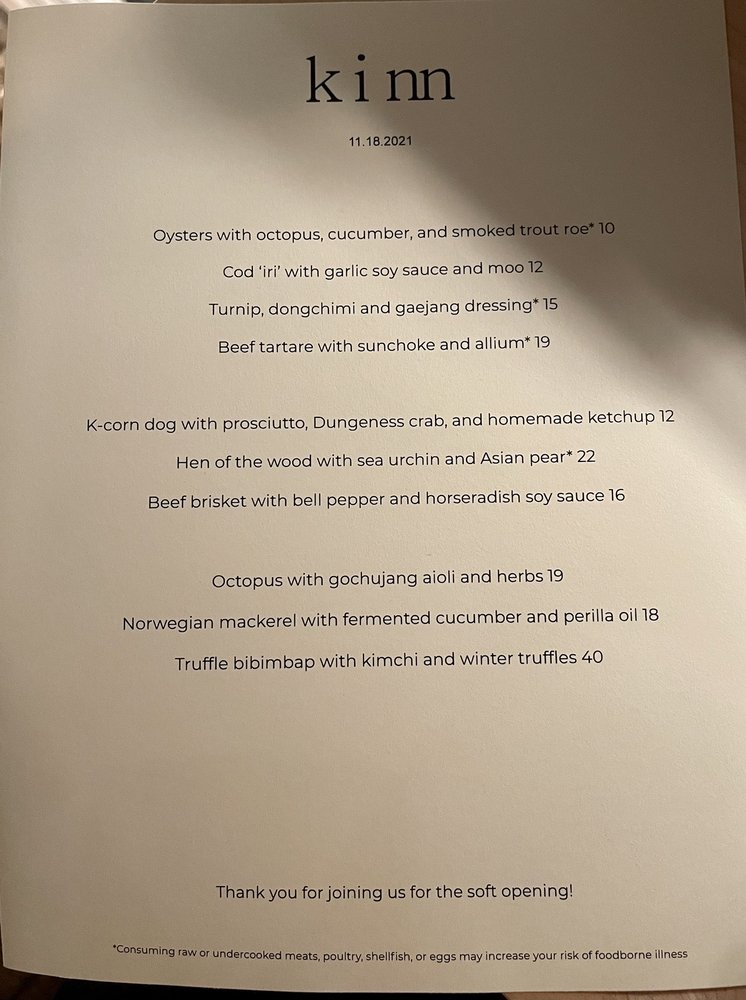 kinn
11.18.2021
Oysters with octopus, cucumber, and smoked trout roe* 10
Cod ‘iri’ with garlic soy sauce and moo 12
Turnip, dongchimi and gaejang dressing* 15
Beef tartare with sunchoke and allium* 19
K-corn dog with prosciutto, Dungeness crab, and homemade ketchup 12
Hen of the wood with sea urchin and Asian pear* 22
Beef brisket with bell pepper and horseradish soy sauce 16
Octopus with gochujang aioli and herbs 19
Norwegian mackerel with fermented cucumber and perilla oil 18
Truffle bibimbap with kimchi and winter truffles 40
Thank you for joining us for the soft opening!
*Consuming raw or undercooked meats, poultry, shellfish, or eggs may increase your risk of foodborne illness